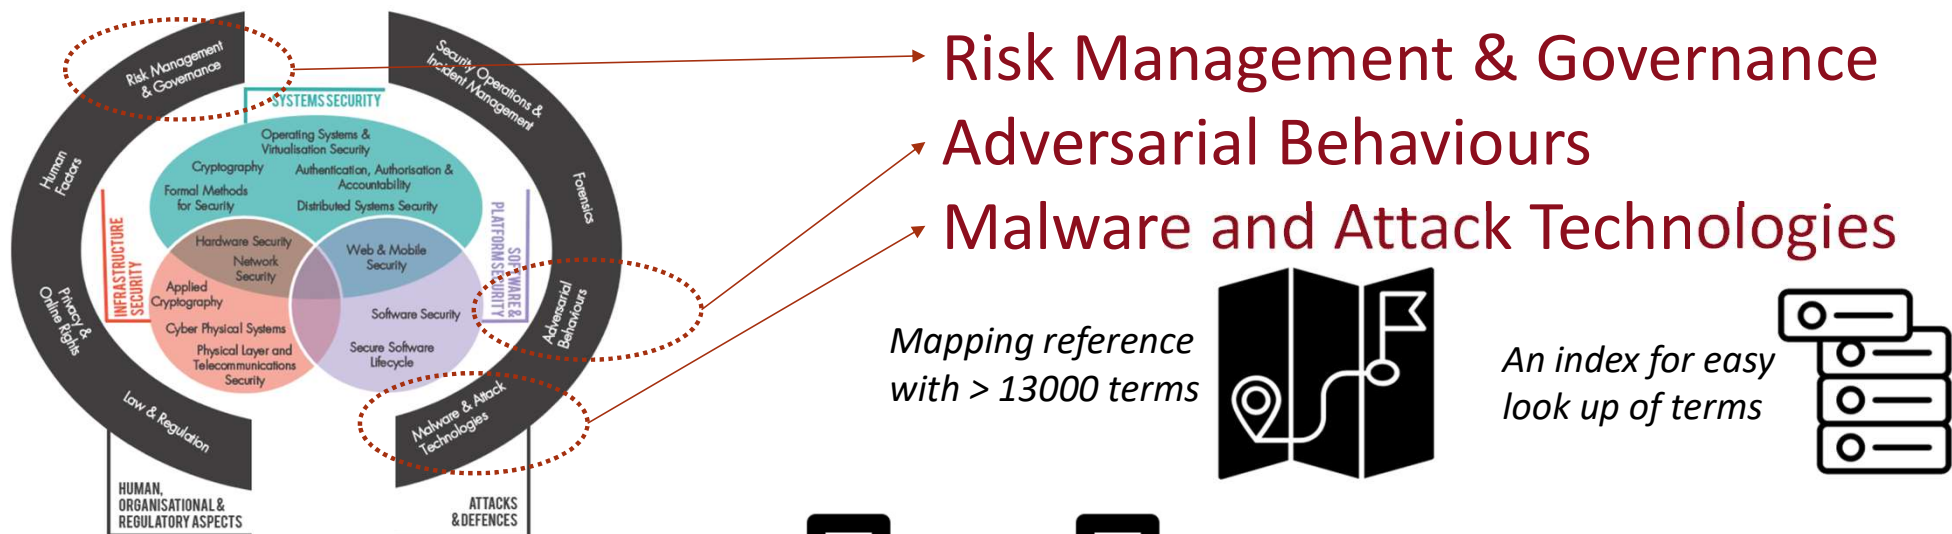 Risk Management
& Governance
Security Operations &
Incident Management
Human
Factors
Forensics
Privacy &
Online Rights
Adversarial
Behaviours
Law & Regulation
Malware & Attack
Technologies
SYSTEMS SECURITY
Operating Systems &
Virtualisation Security
Cryptography
Authentication, Authorisation &
Accountability
Formal Methods
for Security
Distributed Systems Security
INFRASTRUCTURE
SECURITY
SOFTWARE &
PLATFORM SECURITY
Hardware Security
Network
Security
Web & Mobile
Security
Applied
Cryptography
Cyber Physical Systems
Physical Layer and
Telecommunications
Security
Software Security
Secure Software
Lifecycle
HUMAN,
ORGANISATIONAL &
REGULATORY ASPECTS
ATTACKS
& DEFENCES
Risk Management & Governance
Adversarial Behaviours
Malware and Attack Technologies
Mapping reference
with > 13000 terms
An index for easy
look up of terms